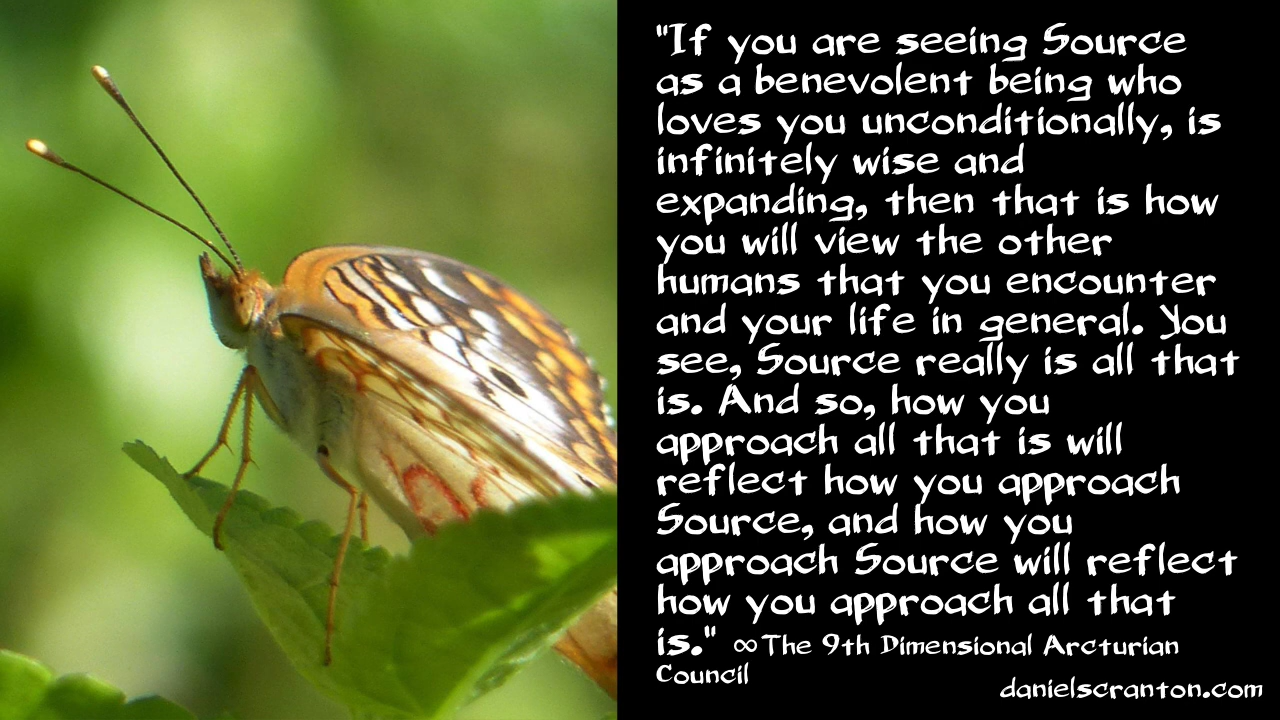 "If you are seeing Source
as a benevolent being who
loves you unconditionally, is
infinitely wise and
expanding, then that is how
you will view the other
humans that you encounter
and your life in general. You
see, Source really is all that
is. And so, how you
approach all that is will
reflect how you approach
Source, and how you
approach Source will reflect
how you approach all that
is." ∞The 9th Dimensional Arcturian
Council
danielscranton.com